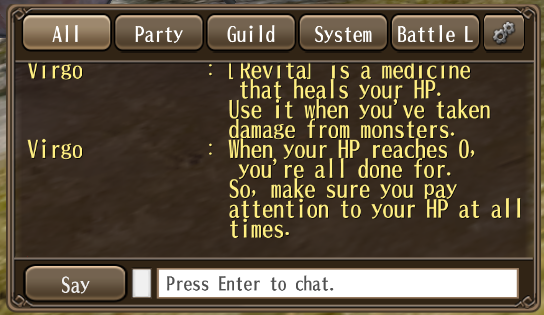 All Party Guild System Battle L
Virgo : [Revita] is a medicine
that heals your HP.
Use it when you've taken
damage from monsters.
Virgo : When your HP reaches 0,
you're all done for.
So, make sure you pay
attention to your HP at all
times.
Say Press Enter to chat.